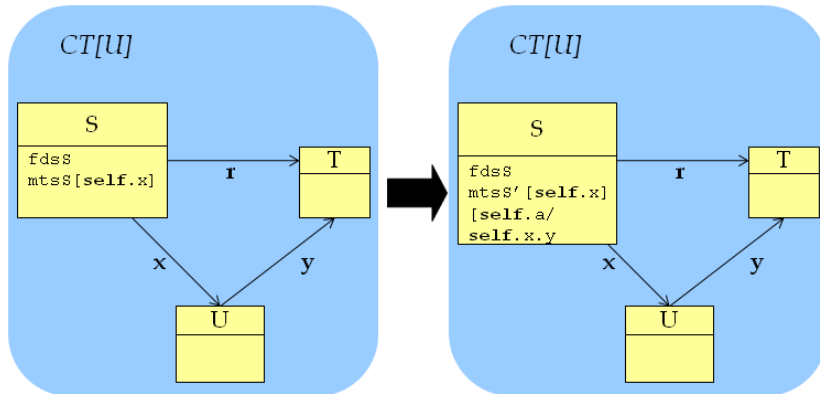 CT[U]
S
fdsS
mtsS[self.x]
r
T
x
y
U
CT[U]
S
fdsS
mtsS'[self.x]
[self.a/
self.x.y
r
T
x
y
U